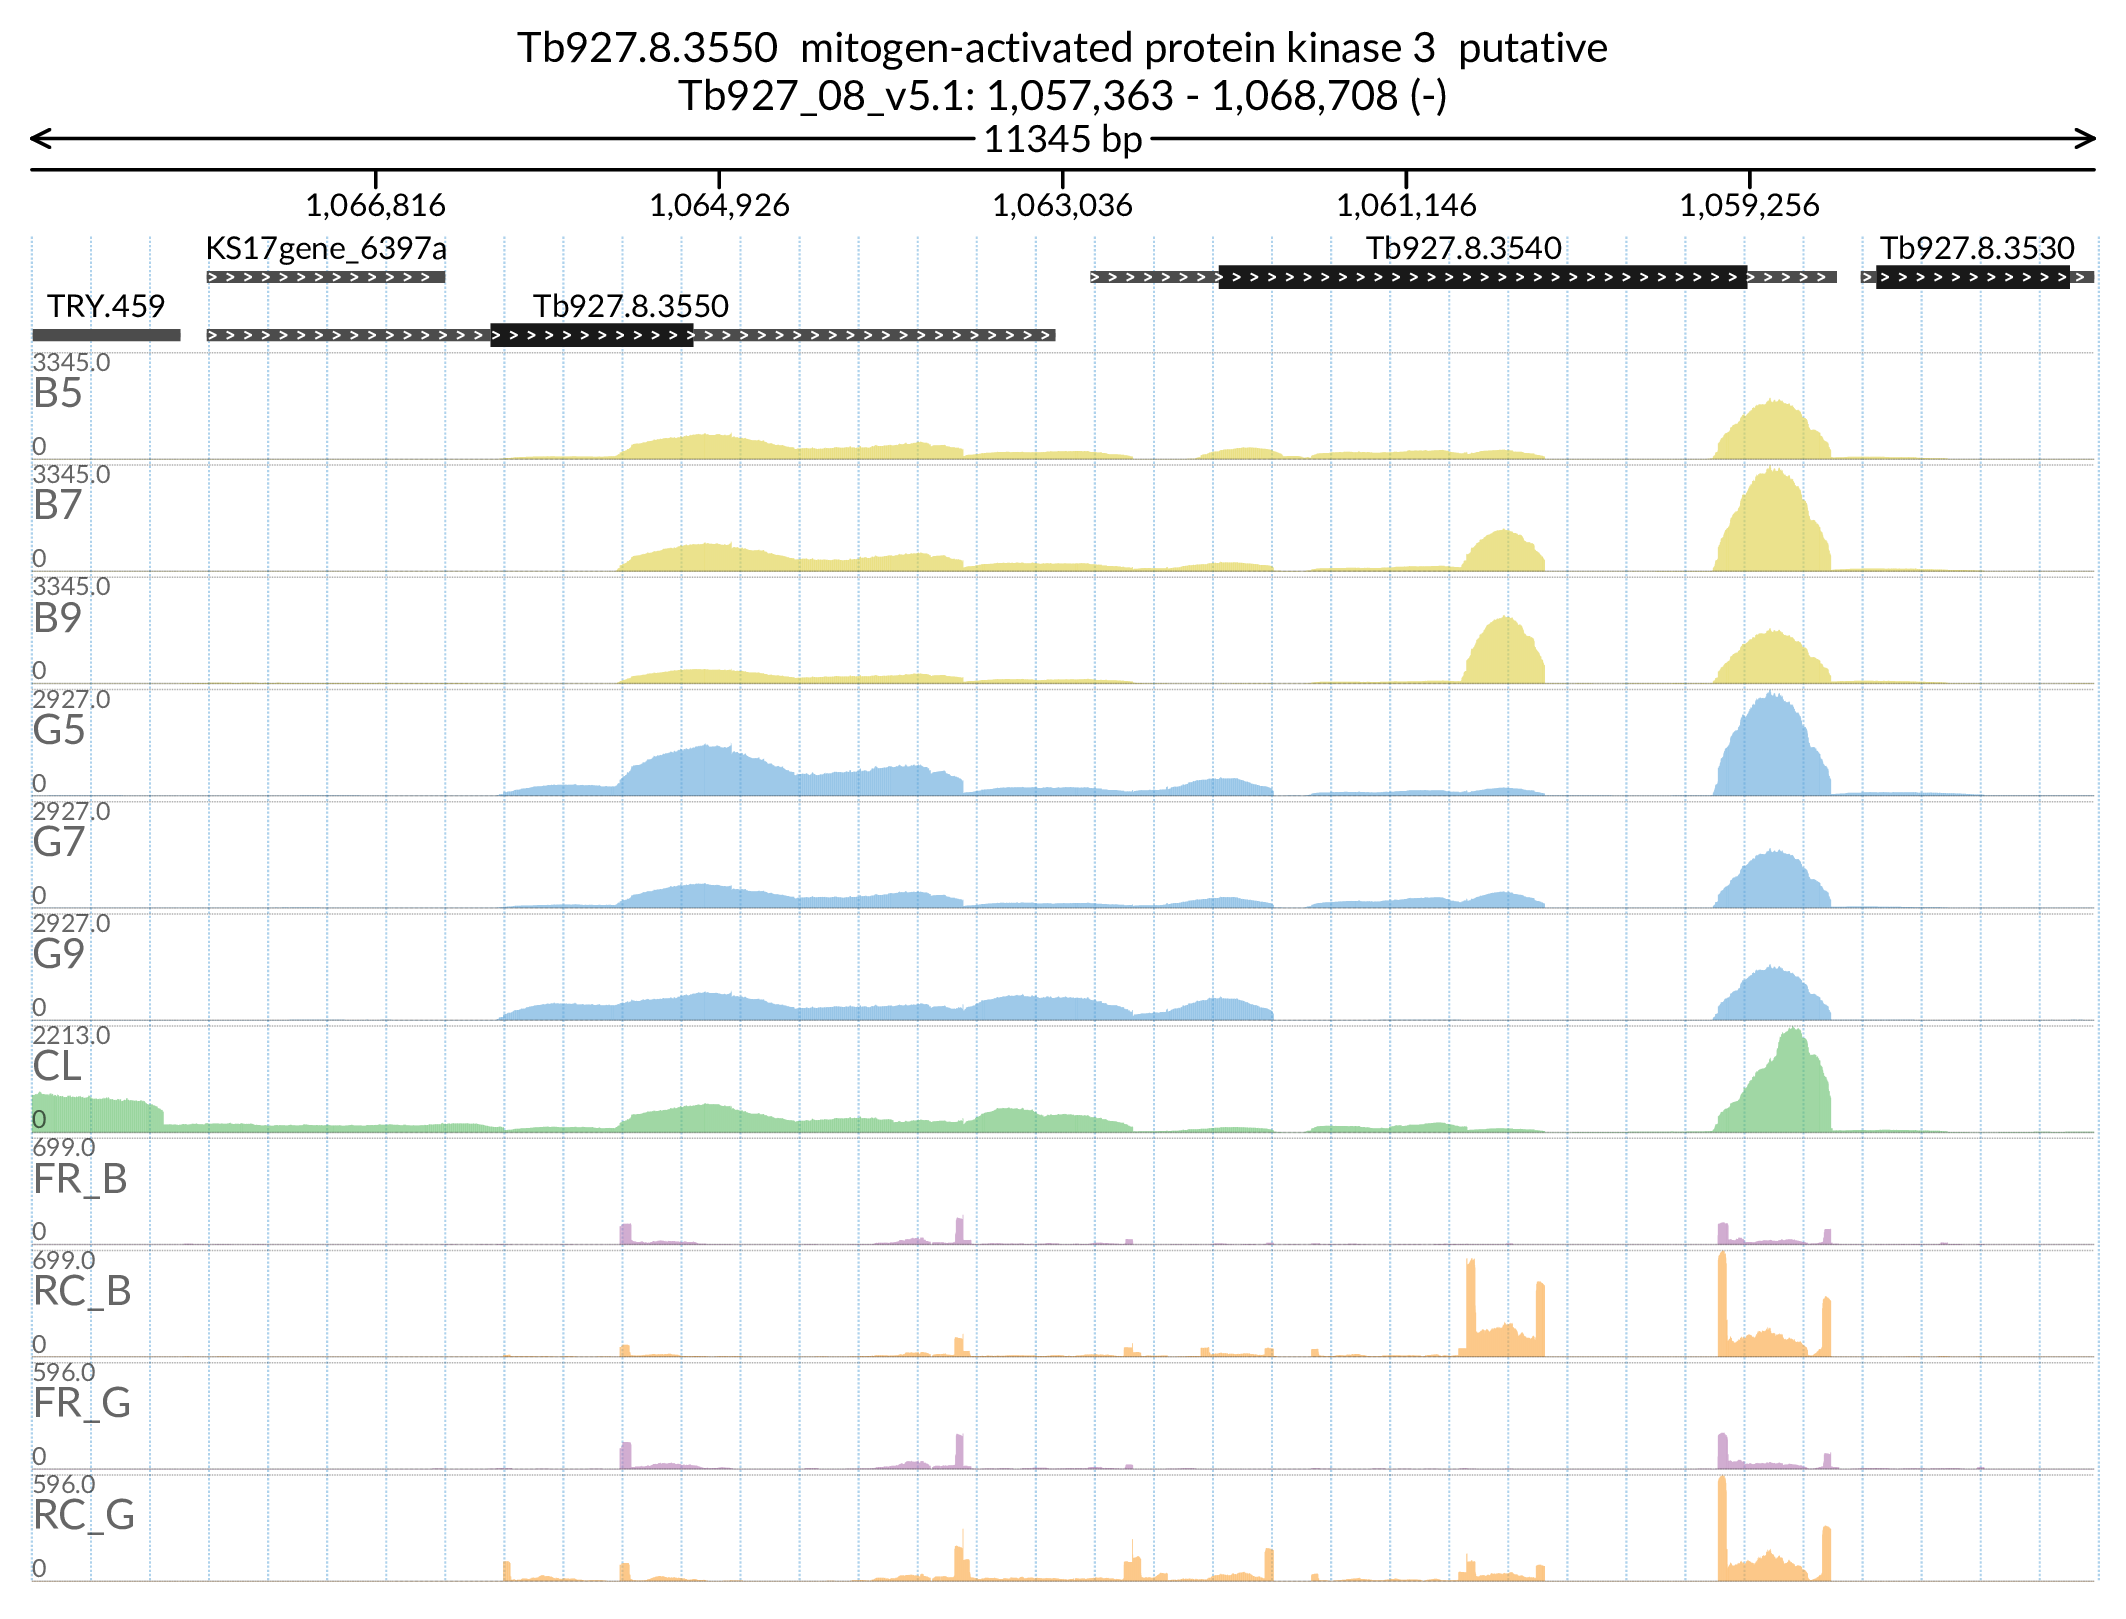 Tb927.8.3550  mitogen-activated protein kinase 3  putative
Tb927_08_v5.1: 1,057,363 - 1,068,708 (-)
11345 bp
1,066,816 1,064,926 1,063,036 1,061,146 1,059,256
KS17gene_6397a Tb927.8.3540 Tb927.8.3530
TRY.459 Tb927.8.3550
3345.0
B5
0
3345.0
B7
0
3345.0
B9
0
2927.0
G5
0
2927.0
G7
0
2927.0
G9
0
2213.0
CL
0
699.0
FR_B
0
699.0
RC_B
0
596.0
FR_G
0
596.0
RC_G
0